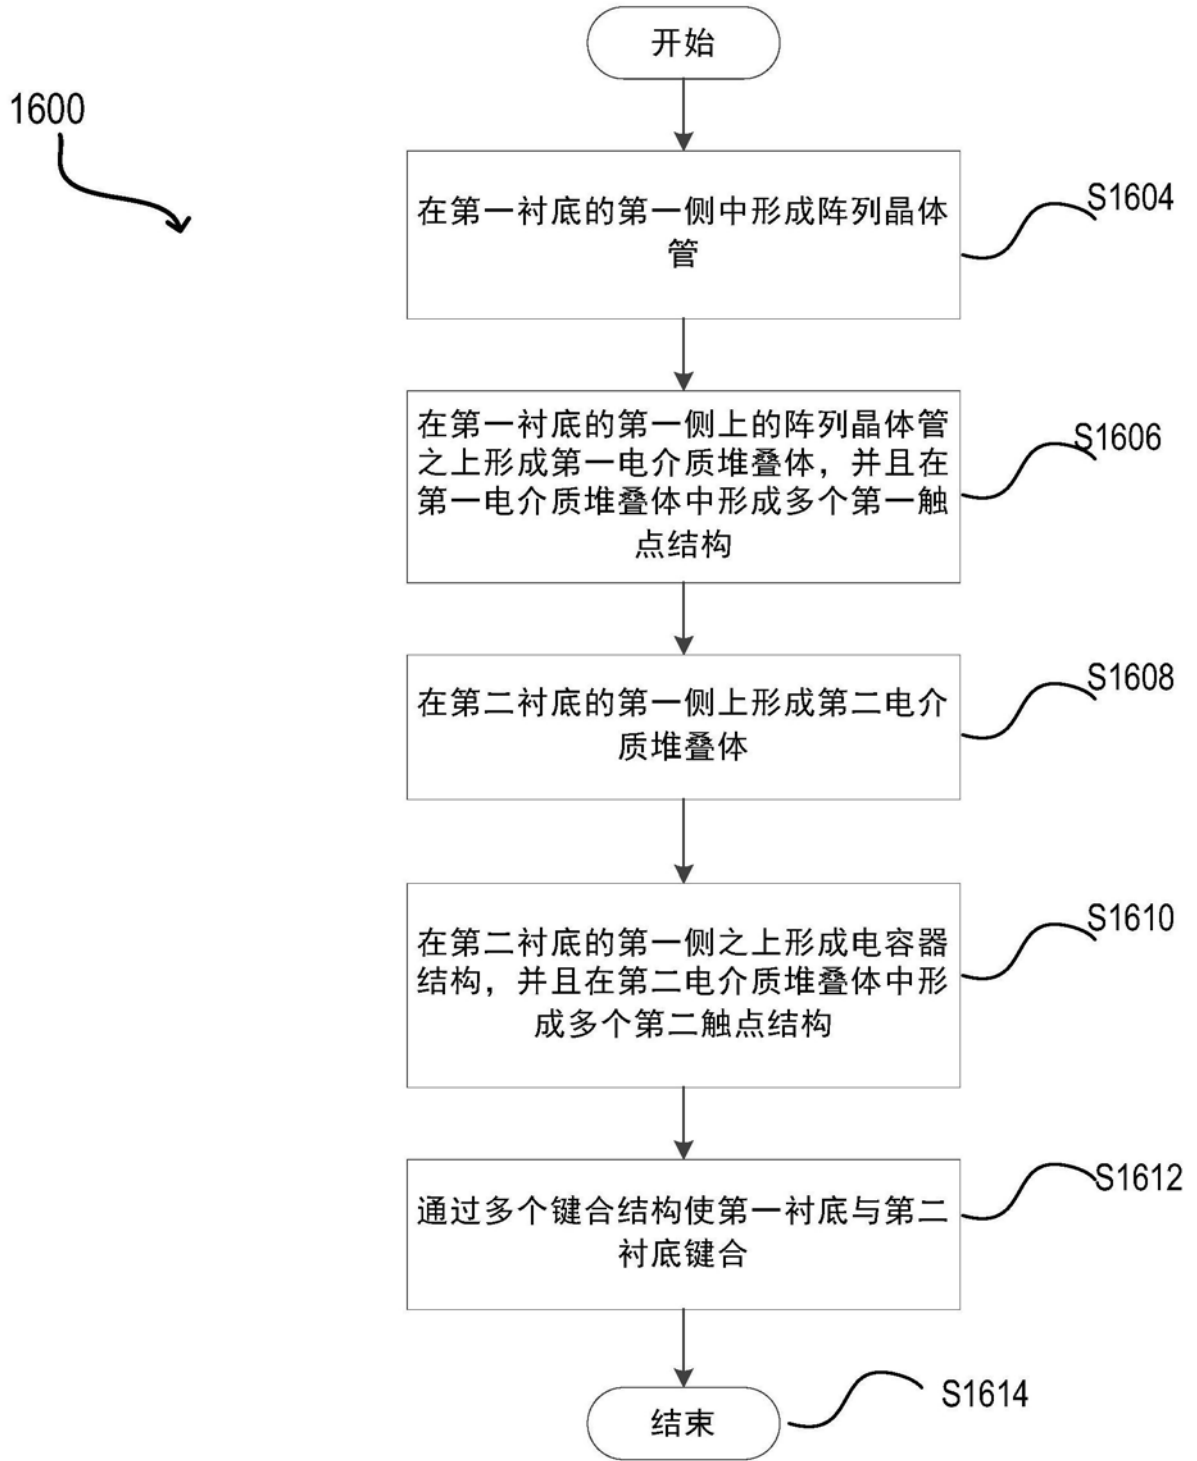 开始
1600
在第一衬底的第一侧中形成阵列晶体
管
S1604
在第一衬底的第一侧上的阵列晶体管
之上形成第一电介质堆叠体，并且在
第一电介质堆叠体中形成多个第一触
点结构
S1606
在第二衬底的第一侧上形成第二电介
质堆叠体
S1608
在第二衬底的第一侧之上形成电容器
结构，并且在第二电介质堆叠体中形
成多个第二触点结构
S1610
通过多个键合结构使第一衬底与第二
衬底键合
S1612
结束
S1614